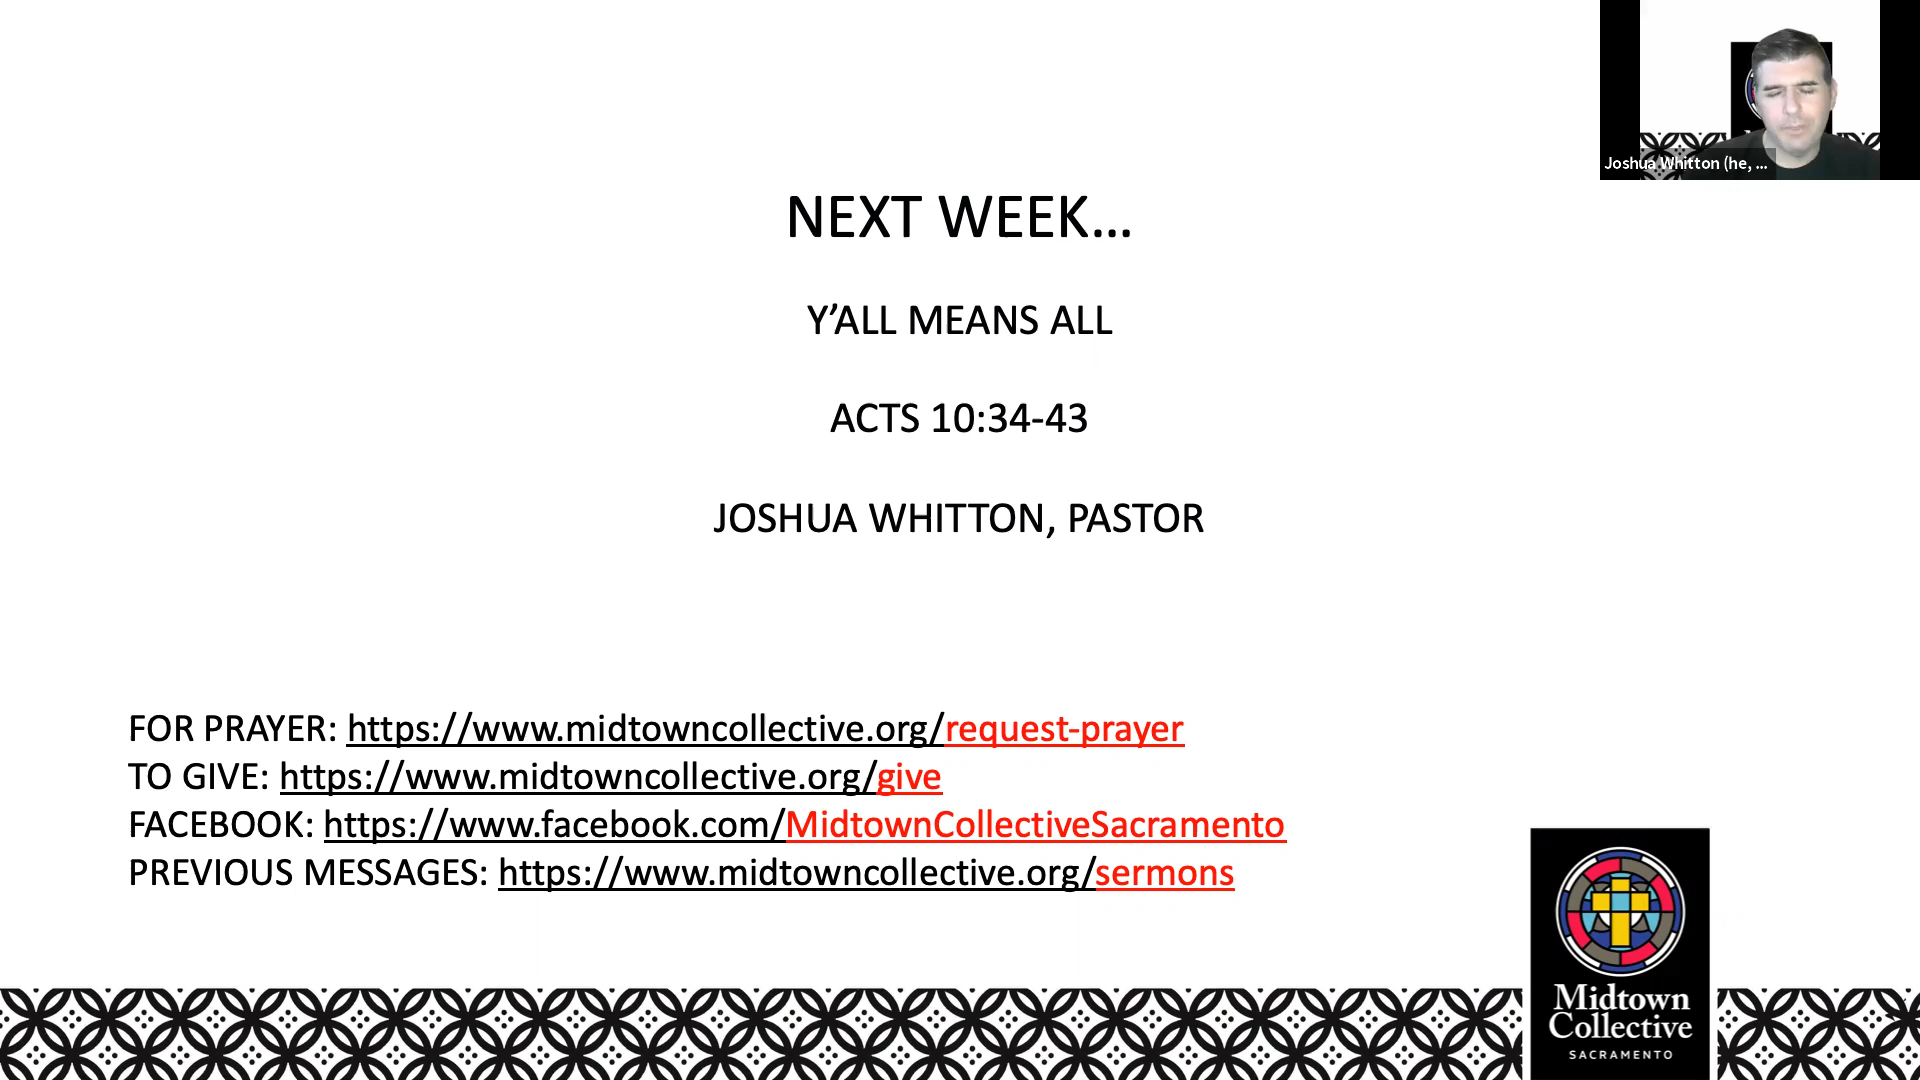 Joshua Whitton (he, ...
NEXT WEEK...
Y’ALL MEANS ALL
ACTS 10:34-43
JOSHUA WHITTON, PASTOR
FOR PRAYER: https://www.midtowncollective.org/request-prayer
TO GIVE: https://www.midtowncollective.org/give
FACEBOOK: https://www.facebook.com/MidtownCollectiveSacramento
PREVIOUS MESSAGES: https://www.midtowncollective.org/sermons
Midtown
Collective
SACRAMENTO